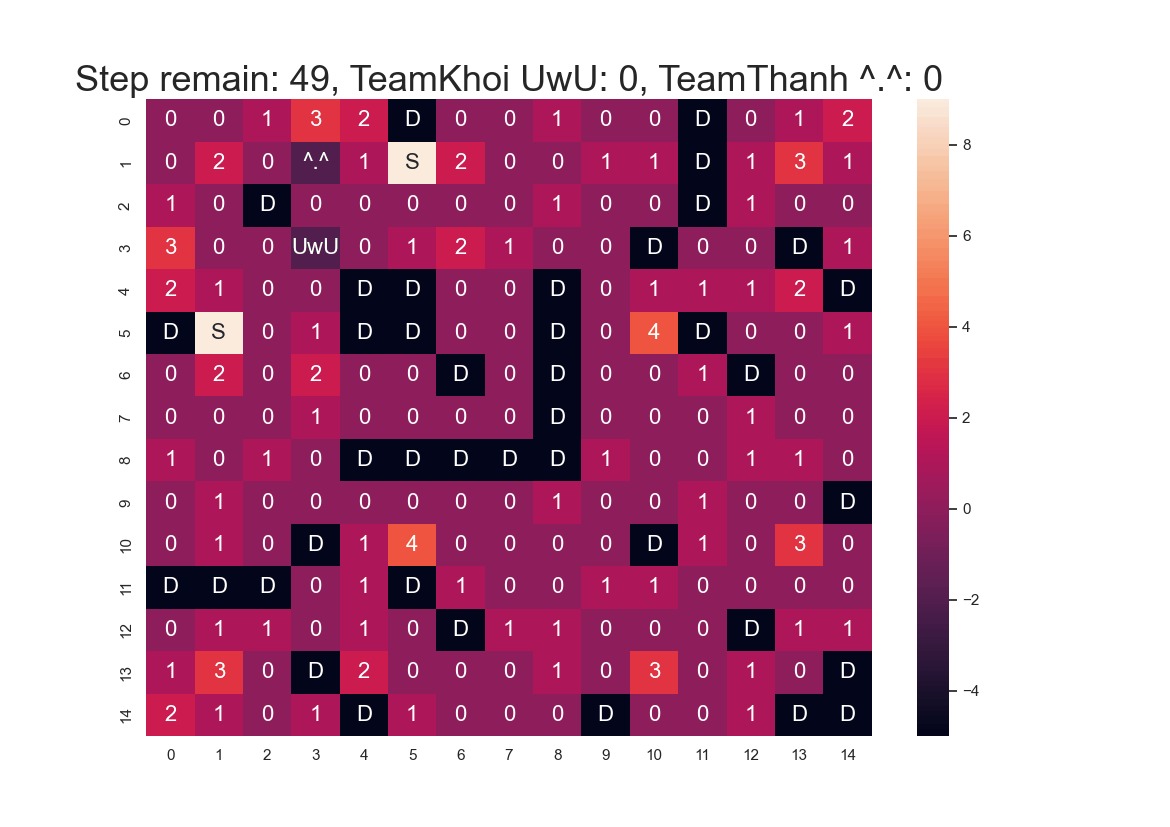 Step remain: 49, TeamKhoi UwU: 0, TeamThanh ^.^: 0
0 0 0 1 3 2 D 0 0 1 0 0 D 0 1 2
1 0 2 0 ^.^ 1 S 2 0 0 1 1 D 1 3 1
2 1 0 D 0 0 0 0 0 1 0 0 D 1 0 0
3 3 0 0 UwU 0 1 2 1 0 0 D 0 0 D 1
4 2 1 0 0 D D 0 0 D 0 1 1 1 2 D
5 D S 0 1 D D 0 0 D 0 4 D 0 0 1
6 0 2 0 2 0 0 D 0 D 0 0 1 D 0 0
7 0 0 0 1 0 0 0 0 D 0 0 0 1 0 0
8 1 0 1 0 D D D D D 1 0 0 1 1 0
9 0 1 0 0 0 0 0 0 1 0 0 1 0 0 D
10 0 1 0 D 1 4 0 0 0 0 D 1 0 3 0
11 D D D 0 1 D 1 0 0 1 1 0 0 0 0
12 0 1 1 0 1 0 D 1 1 0 0 0 D 1 1
13 1 3 0 D 2 0 0 0 1 0 3 0 1 0 D
14 2 1 0 1 D 1 0 0 0 D 0 0 1 D D
0 1 2 3 4 5 6 7 8 9 10 11 12 13 14
8
6
4
2
0
−2
−4